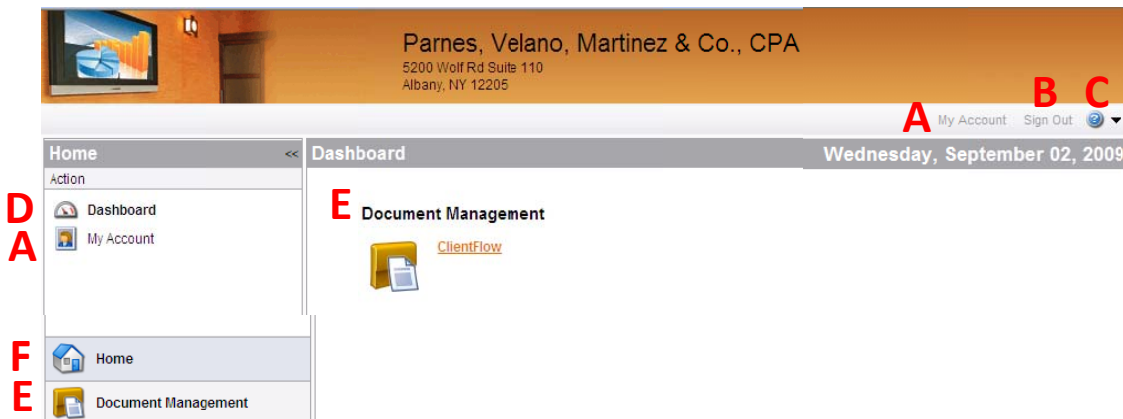 Parnes, Velano, Martinez & Co., CPA
5200 Wolf Rd Suite 110
Albany, NY 12205
A My Account B Sign Out C ?
Home << Dashboard Wednesday, September 02, 2009
Action
D Dashboard
A My Account
E Document Management
ClientFlow
F Home
E Document Management